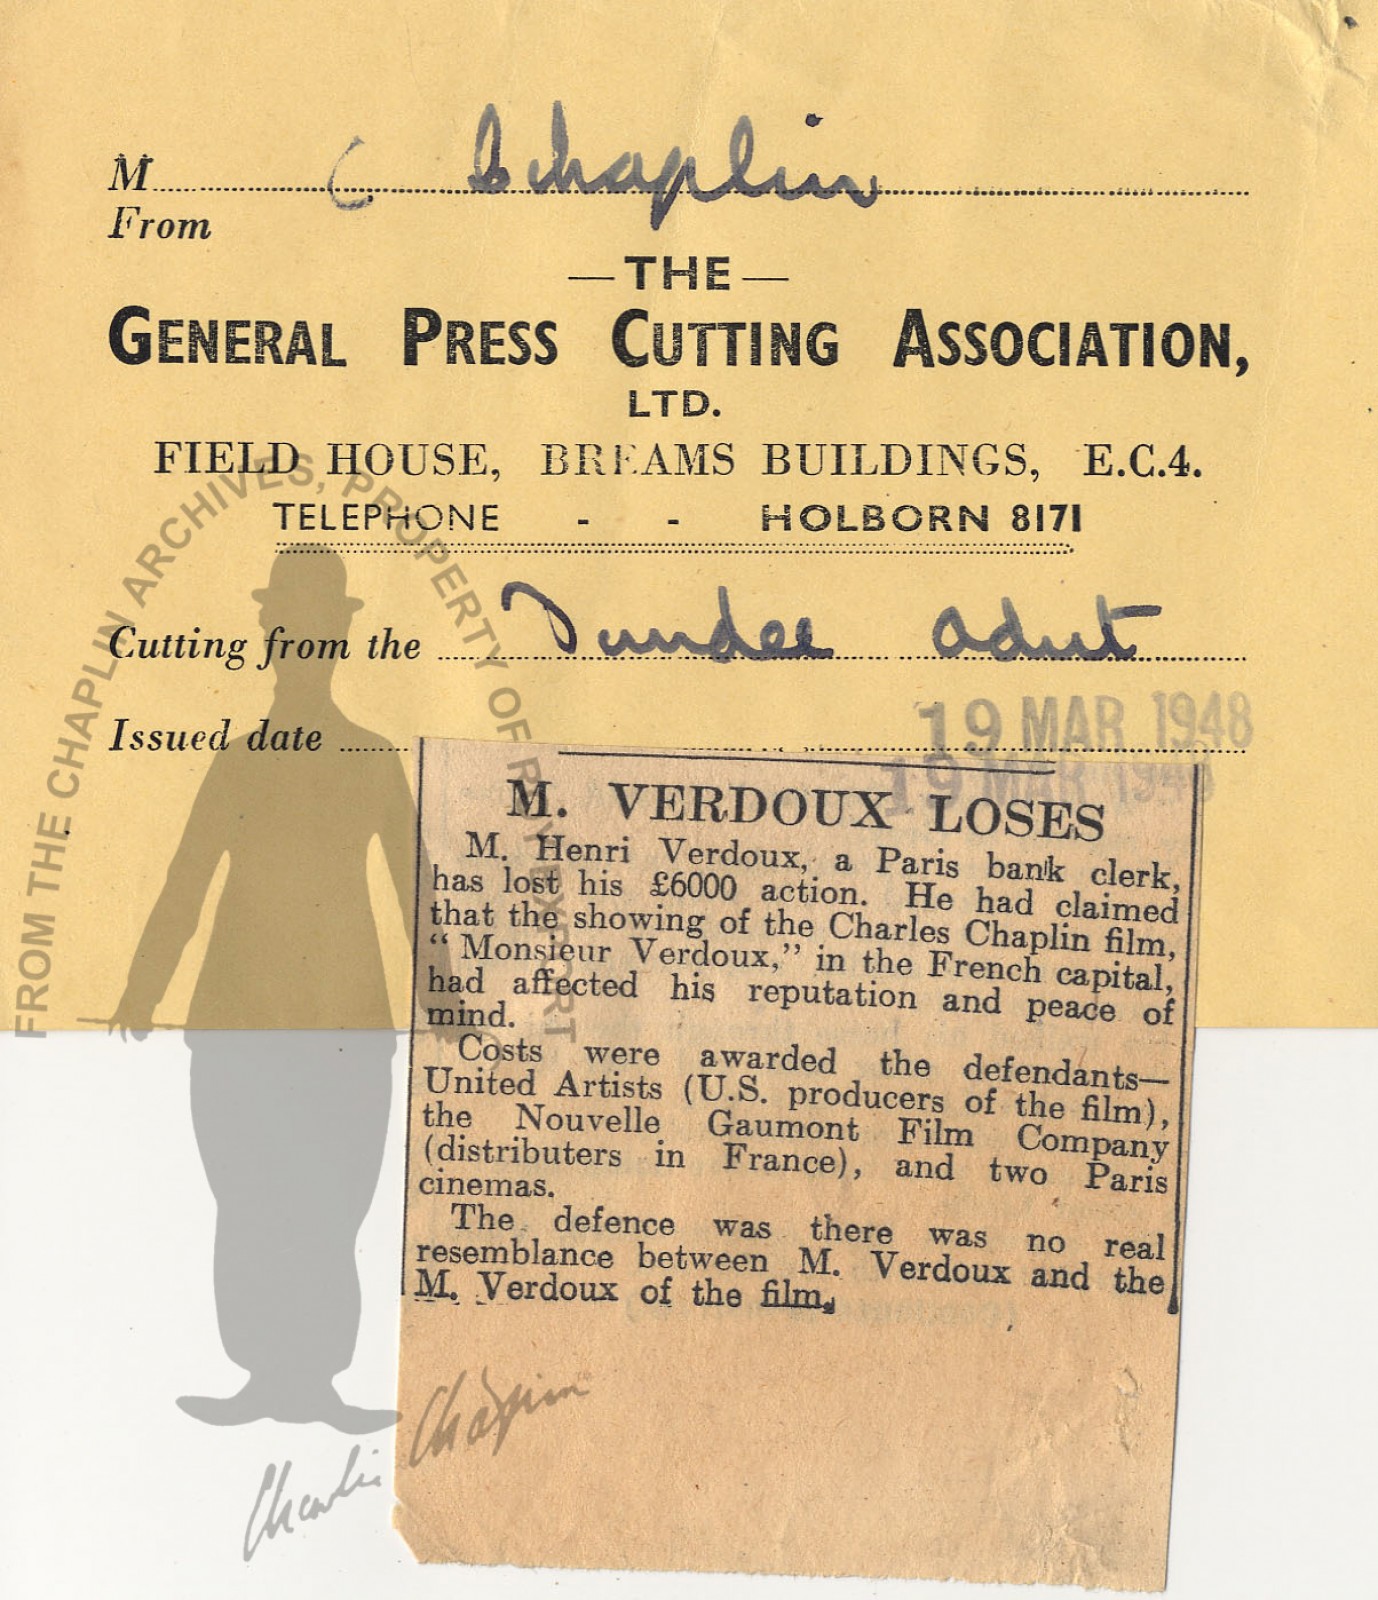 M C Chaplin
From
— THE —
GENERAL PRESS CUTTING ASSOCIATION,
LTD.
FIELD HOUSE, BREAMS BUILDINGS, E.C.4.
TELEPHONE - - HOLBORN 8171
Cutting from the Dundee Advt
Issued date 19 MAR 1948
19 MAR 1948
M. VERDOUX LOSES
M. Henri Verdoux, a Paris bank clerk,
has lost his £6000 action. He had claimed
that the showing of the Charles Chaplin film,
“Monsieur Verdoux,” in the French capital,
had affected his reputation and peace of
mind.
Costs were awarded the defendants—
United Artists (U.S. producers of the film),
the Nouvelle Gaumont Film Company
(distributers in France), and two Paris
cinemas.
The defence was there was no real
resemblance between M. Verdoux and the
M. Verdoux of the film.
FROM THE CHAPLIN ARCHIVES, PROPERTY OF ROY EXPORT
Charlie Chaplin